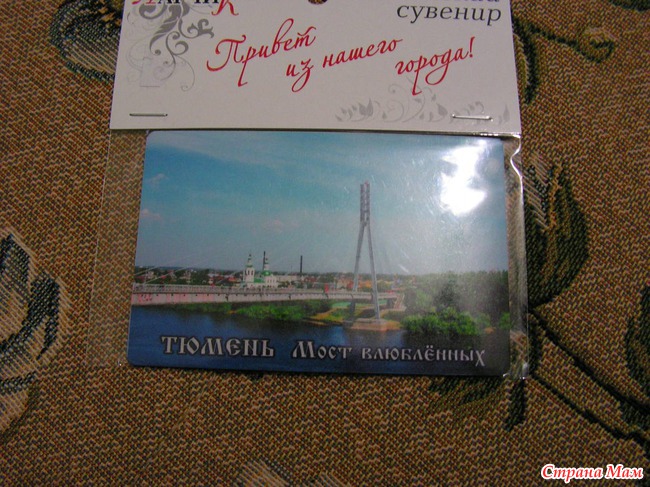 сувенир
Привет
из нашего
города!
ТЮМЕНЬ Мост влюблённых
Страна Мам